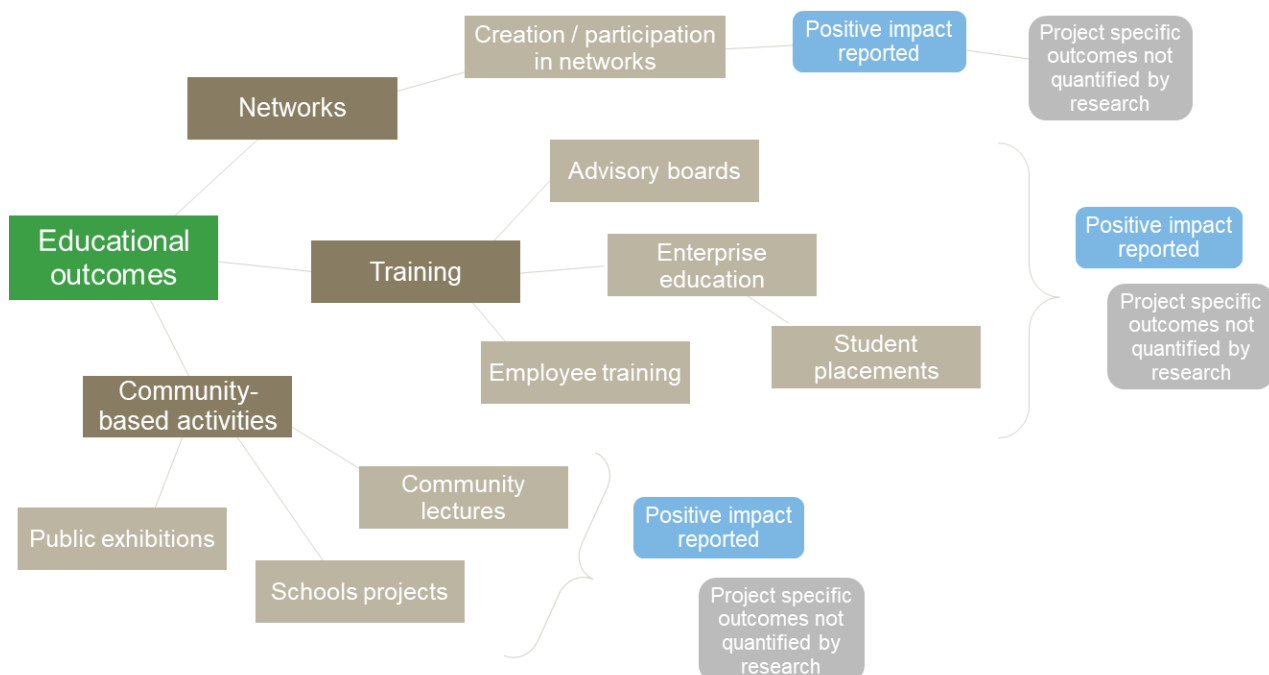 Creation / participation
in networks
Positive impact
reported
Project specific
outcomes not
quantified by
research
Networks
Advisory boards
Educational
outcomes
Training
Enterprise
education
Positive impact
reported
Project specific
outcomes not
quantified by
research
Employee training
Student
placements
Community-
based activities
Community
lectures
Public exhibitions
Schools projects
Positive impact
reported
Project specific
outcomes not
quantified by
research